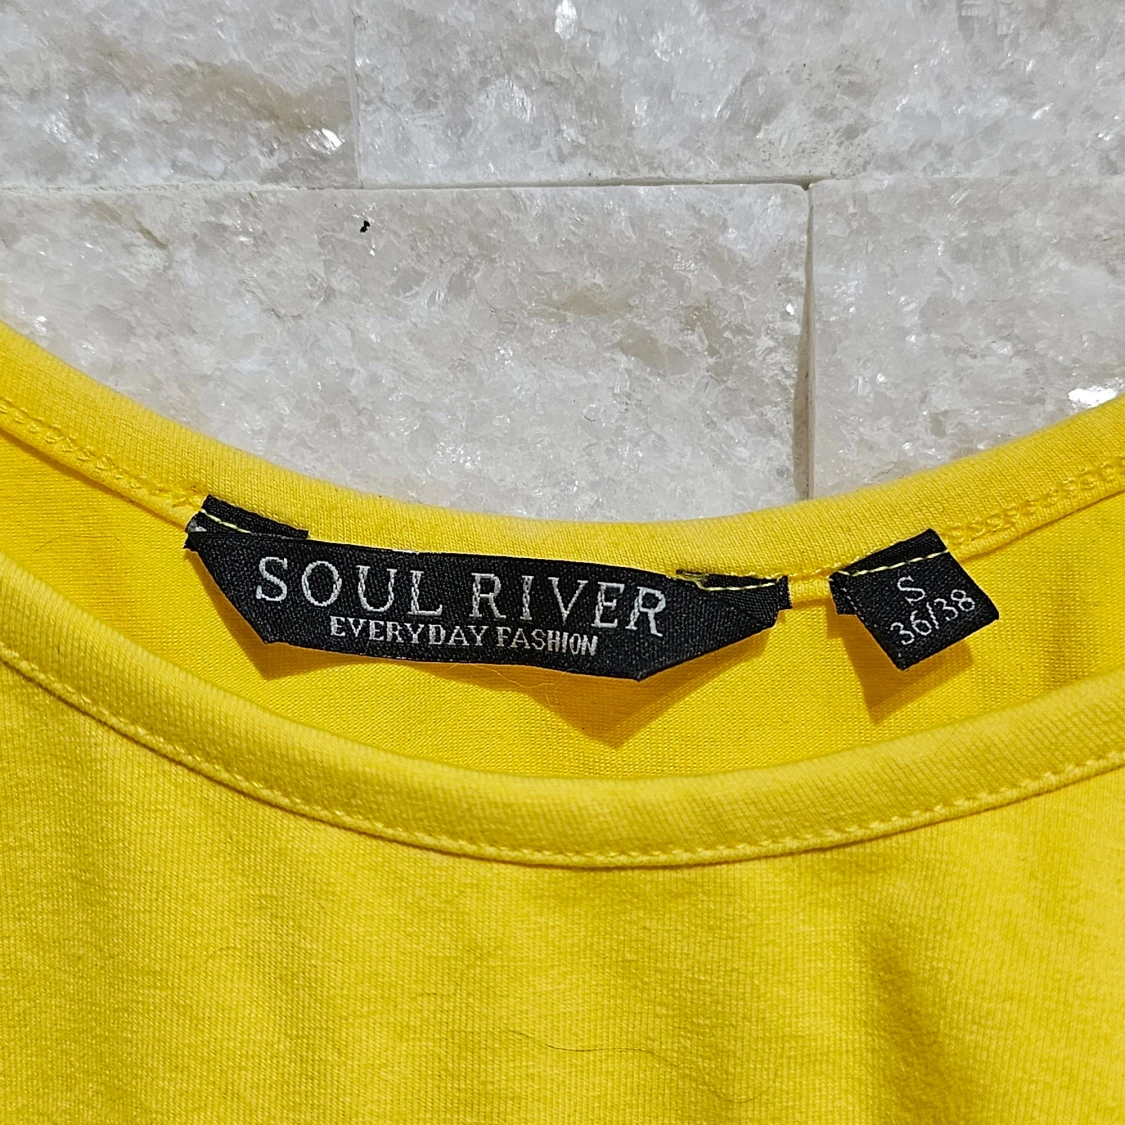 SOUL RIVER
EVERYDAY FASHION
S
36/38